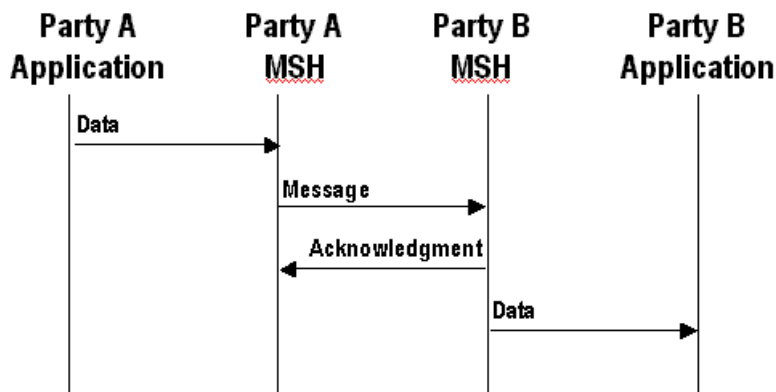 Party A
Application
Party A
MSH
Party B
MSH
Party B
Application
Data
Message
Acknowledgment
Data